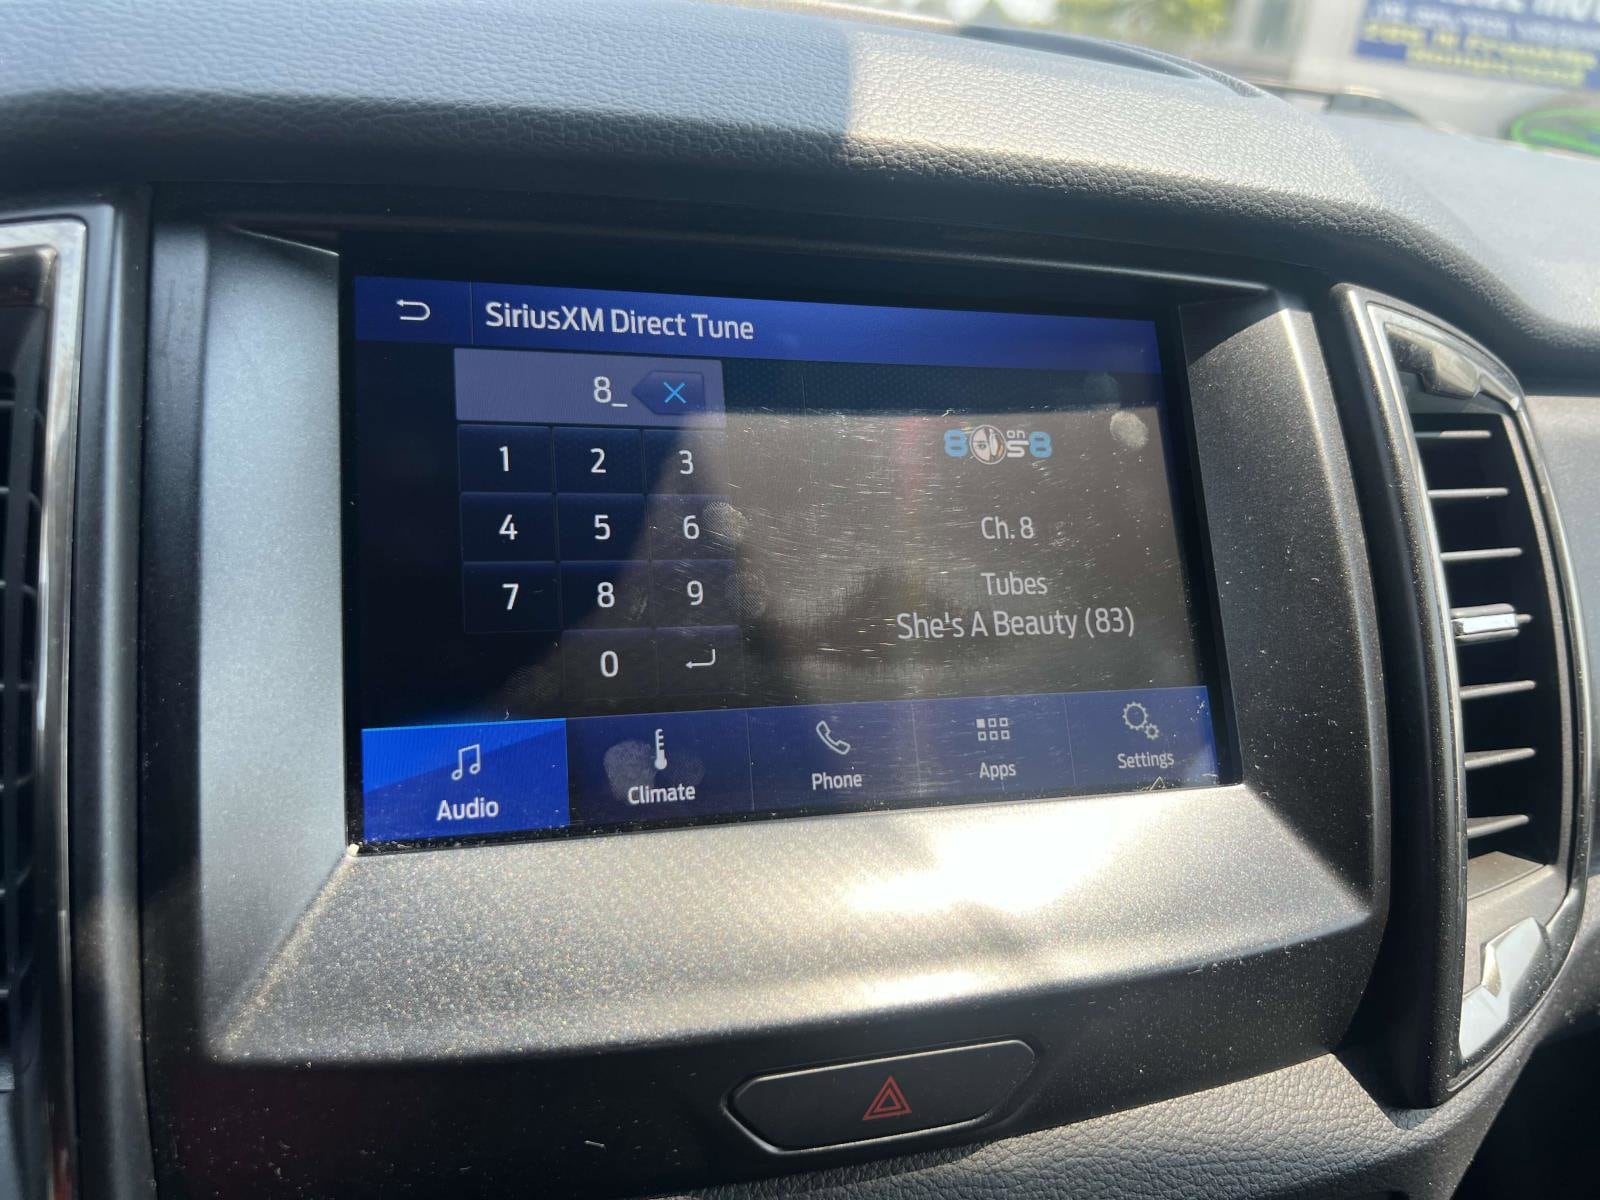 SiriusXM Direct Tune
8_
1 2 3
4 5 6
7 8 9
0
80s on 8
Ch. 8
Tubes
She's A Beauty (83)
Audio
Climate
Phone
Apps
Settings